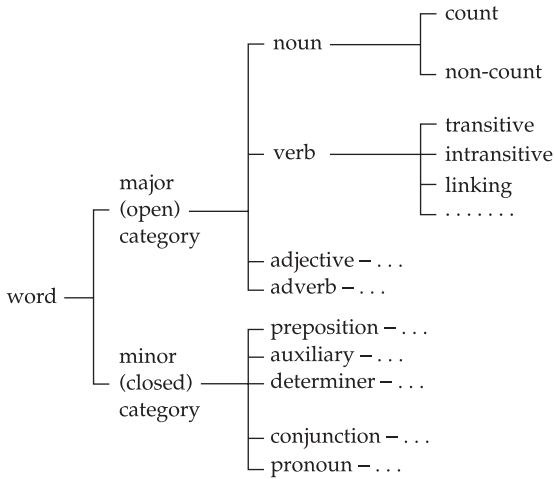 count
noun
non-count
transitive
verb
intransitive
linking
. . . . . . .
major
(open)
category
adjective – . . .
adverb – . . .
word
preposition – . . .
minor
auxiliary – . . .
(closed)
determiner – . . .
category
conjunction – . . .
pronoun – . . .